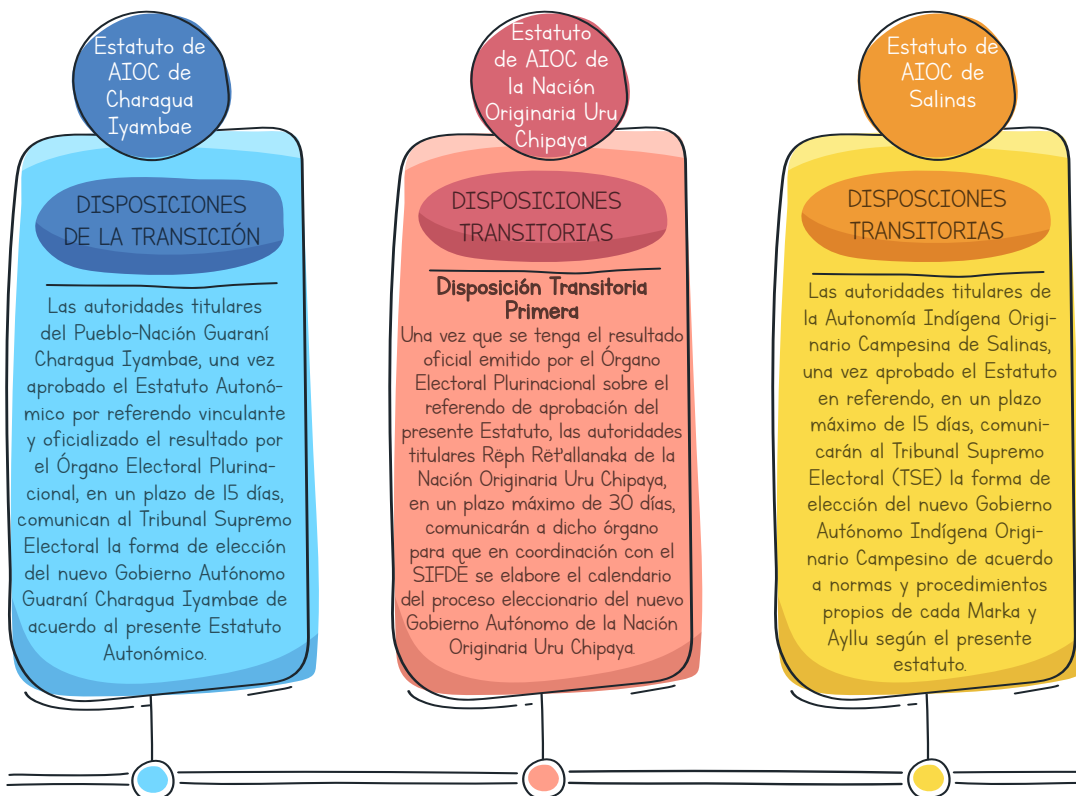 Estatuto de
AIOC de
Charagua
Iyambae
DISPOSICIONES
DE LA TRANSICIÓN
Las autoridades titulares
del Pueblo-Nación Guaraní
Charagua Iyambae, una vez
aprobado el Estatuto Autonó-
mico por referendo vinculante
y oficializado el resultado por
el Órgano Electoral Plurina-
cional, en un plazo de 15 días,
comunican al Tribunal Supremo
Electoral la forma de elección
del nuevo Gobierno Autónomo
Guaraní Charagua Iyambae de
acuerdo al presente Estatuto
Autonómico.
Estatuto
de AIOC de
la Nación
Originaria Uru
Chipaya
DISPOSICIONES
TRANSITORIAS
Disposición Transitoria
Primera
Una vez que se tenga el resultado
oficial emitido por el Órgano
Electoral Plurinacional sobre el
referendo de aprobación del
presente Estatuto, las autoridades
titulares Rëph Rët'allanaka de la
Nación Originaria Uru Chipaya,
en un plazo máximo de 30 días,
comunicarán a dicho órgano
para que en coordinación con el
SIFDE se elabore el calendario
del proceso eleccionario del nuevo
Gobierno Autónomo de la Nación
Originaria Uru Chipaya.
Estatuto de
AIOC de
Salinas
DISPOSCIONES
TRANSITORIAS
Las autoridades titulares de
la Autonomía Indígena Origi-
nario Campesina de Salinas,
una vez aprobado el Estatuto
en referendo, en un plazo
máximo de 15 días, comuni-
carán al Tribunal Supremo
Electoral (TSE) la forma de
elección del nuevo Gobierno
Autónomo Indígena Origi-
nario Campesino de acuerdo
a normas y procedimientos
propios de cada Marka y
Ayllu según el presente
estatuto.